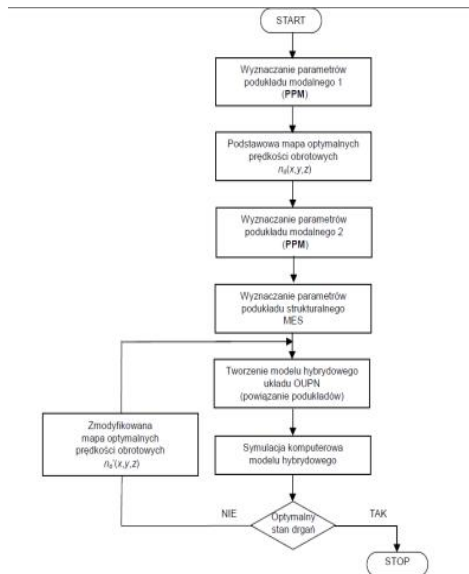 START
Wyznaczanie parametrów
podukładu modalnego 1
(PPM)
Podstawowa mapa optymalnych
prędkości obrotowych
nₐ(x,y,z)
Wyznaczanie parametrów
podukładu modalnego 2
(PPM)
Wyznaczanie parametrów
podukładu strukturalnego
MES
Tworzenie modelu hybrydowego
układu OUPN
(powiązanie podukładów)
Zmodyfikowana
mapa optymalnych
prędkości obrotowych
nₐ'(x,y,z)
Symulacja komputerowa
modelu hybrydowego
NIE
Optymalny
stan drgań
TAK
STOP